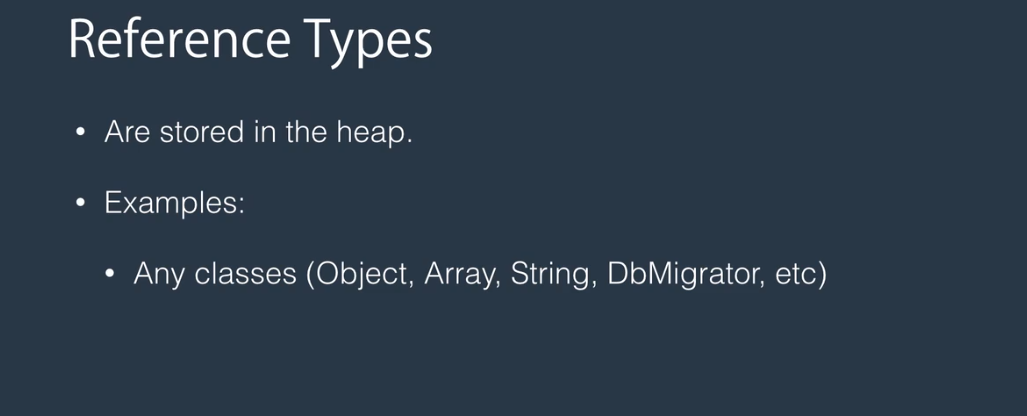 Reference Types
• Are stored in the heap.
• Examples:
• Any classes (Object, Array, String, DbMigrator, etc)